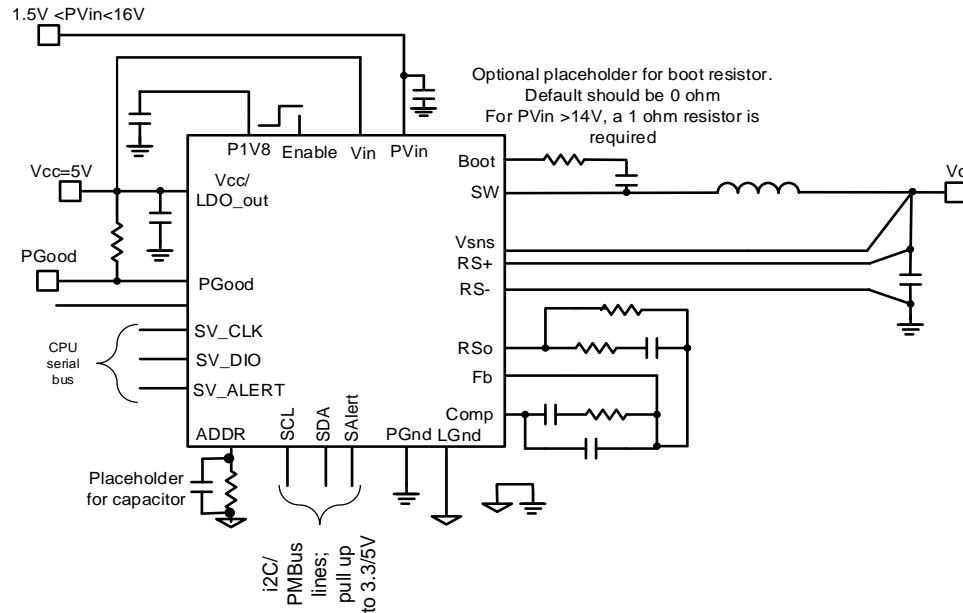 1.5V <PVin<16V
Optional placeholder for boot resistor.
Default should be 0 ohm
For PVin >14V, a 1 ohm resistor is
required
P1V8
Enable
Vin
PVin
Boot
Vcc=5V
Vcc/
LDO_out
SW
Vo
Vsns
PGood
RS+
PGood
RS-
SV_CLK
CPU
serial
bus
SV_DIO
SV_ALERT
RSo
Fb
Comp
ADDR
SCL
SDA
SAlert
PGnd
LGnd
Placeholder
for capacitor
i2C/
PMBus
lines;
pull up
to 3.3/5V